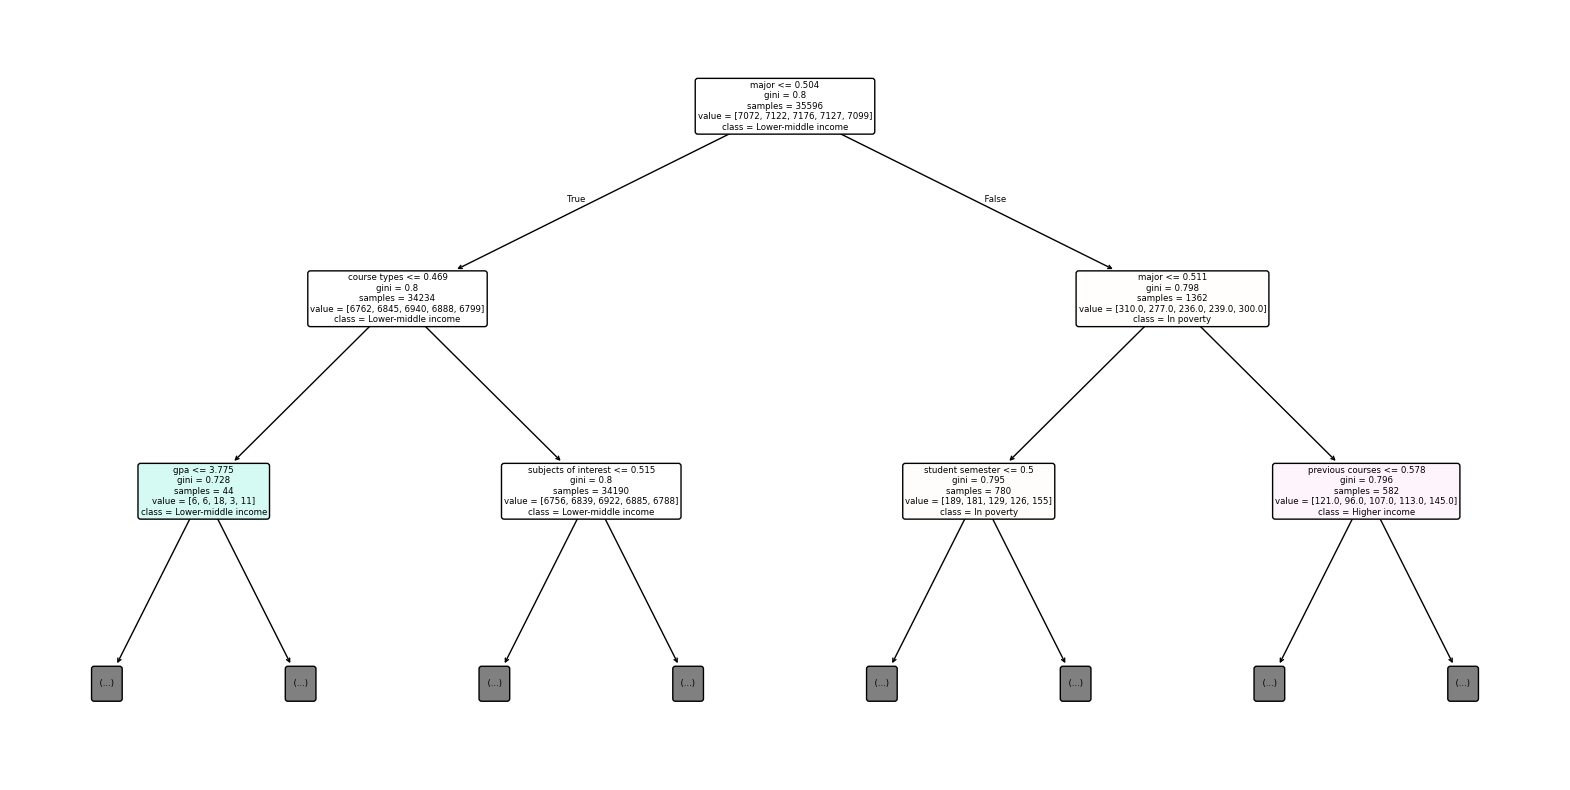 major <= 0.504
gini = 0.8
samples = 35596
value = [7072, 7122, 7176, 7127, 7099]
class = Lower-middle income
True
False
course types <= 0.469
gini = 0.8
samples = 34234
value = [6762, 6845, 6940, 6888, 6799]
class = Lower-middle income
major <= 0.511
gini = 0.798
samples = 1362
value = [310.0, 277.0, 236.0, 239.0, 300.0]
class = In poverty
gpa <= 3.775
gini = 0.728
samples = 44
value = [6, 6, 18, 3, 11]
class = Lower-middle income
subjects of interest <= 0.515
gini = 0.8
samples = 34190
value = [6756, 6839, 6922, 6885, 6788]
class = Lower-middle income
student semester <= 0.5
gini = 0.795
samples = 780
value = [189, 181, 129, 126, 155]
class = In poverty
previous courses <= 0.578
gini = 0.796
samples = 582
value = [121.0, 96.0, 107.0, 113.0, 145.0]
class = Higher income
(...)
(...)
(...)
(...)
(...)
(...)
(...)
(...)